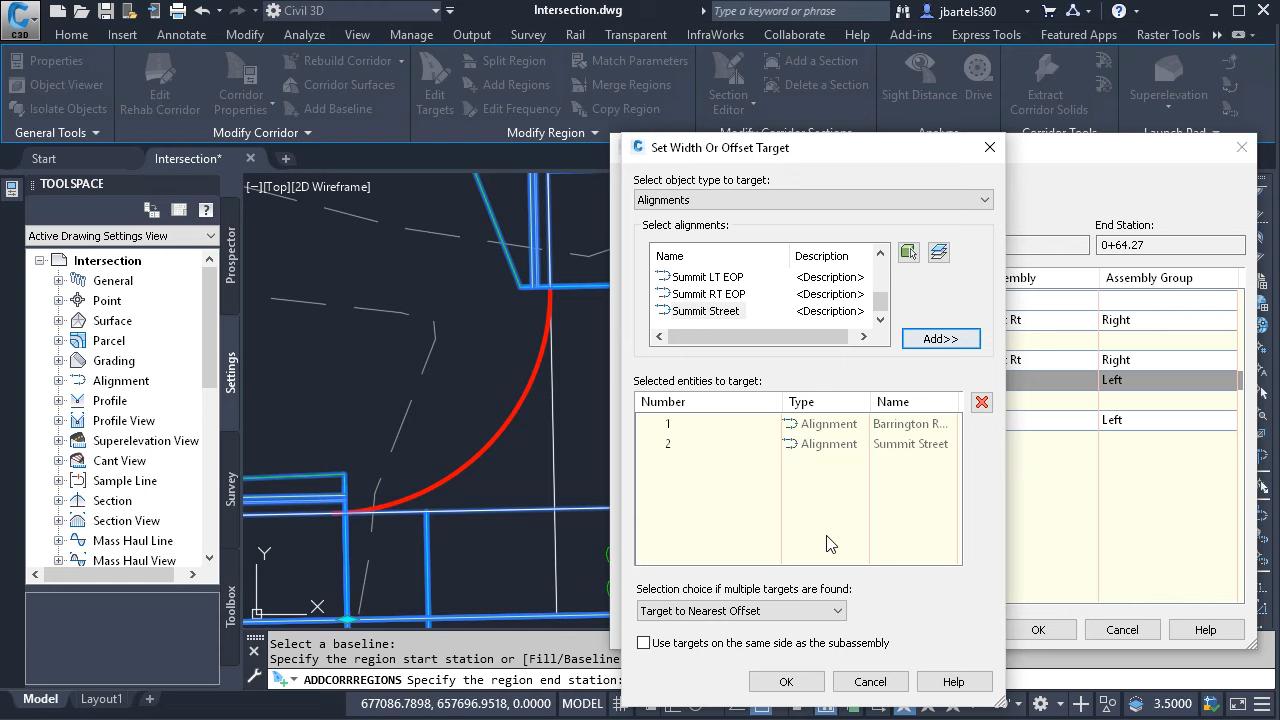 Civil 3D
Intersection.dwg
Type a keyword or phrase
jbartels360
C3D
Home Insert Annotate Modify Analyze View Manage Output Survey Rail Transparent InfraWorks Collaborate Help Add-ins Express Tools Featured Apps Raster Tools
Properties
Object Viewer
Isolate Objects
General Tools
Edit
Rehab Corridor
Corridor
Properties
Rebuild Corridor
Corridor Surfaces
Add Baseline
Modify Corridor
Edit
Targets
Split Region
Add Regions
Edit Frequency
Match Parameters
Merge Regions
Copy Region
Modify Region
Section
Editor
Add a Section
Delete a Section
Modify Corridor Sections
Sight Distance
Drive
Analyze
Extract
Corridor Solids
Corridor Tools
Superelevation
Launch Pad
Start
Intersection*
TOOLSPACE
Active Drawing Settings View
Intersection
General
Point
Surface
Parcel
Grading
Alignment
Profile
Superelevation View
Cant View
Sample Line
Section
Section View
Mass Haul Line
Mass Haul View
Prospector
Settings
Survey
Toolbox
[−][Top][2D Wireframe]
Y
X
Set Width Or Offset Target
Select object type to target:
Alignments
Select alignments:
Name Description
Summit LT EOP <Description>
Summit RT EOP <Description>
Summit Street <Description>
Add>>
Selected entities to target:
Number Type Name
1 Alignment Barrington R...
2 Alignment Summit Street
Selection choice if multiple targets are found:
Target to Nearest Offset
Use targets on the same side as the subassembly
OK Cancel Help
End Station:
0+64.27
Assembly Group
Rt Right
Rt Right
Left
Left
OK Cancel Help
Select a baseline:
Specify the region start station or [Fill/Baseline
ADDCORRREGIONS Specify the region end station:
Model Layout1
677086.7898, 657696.9518, 0.0000 MODEL
3.5000